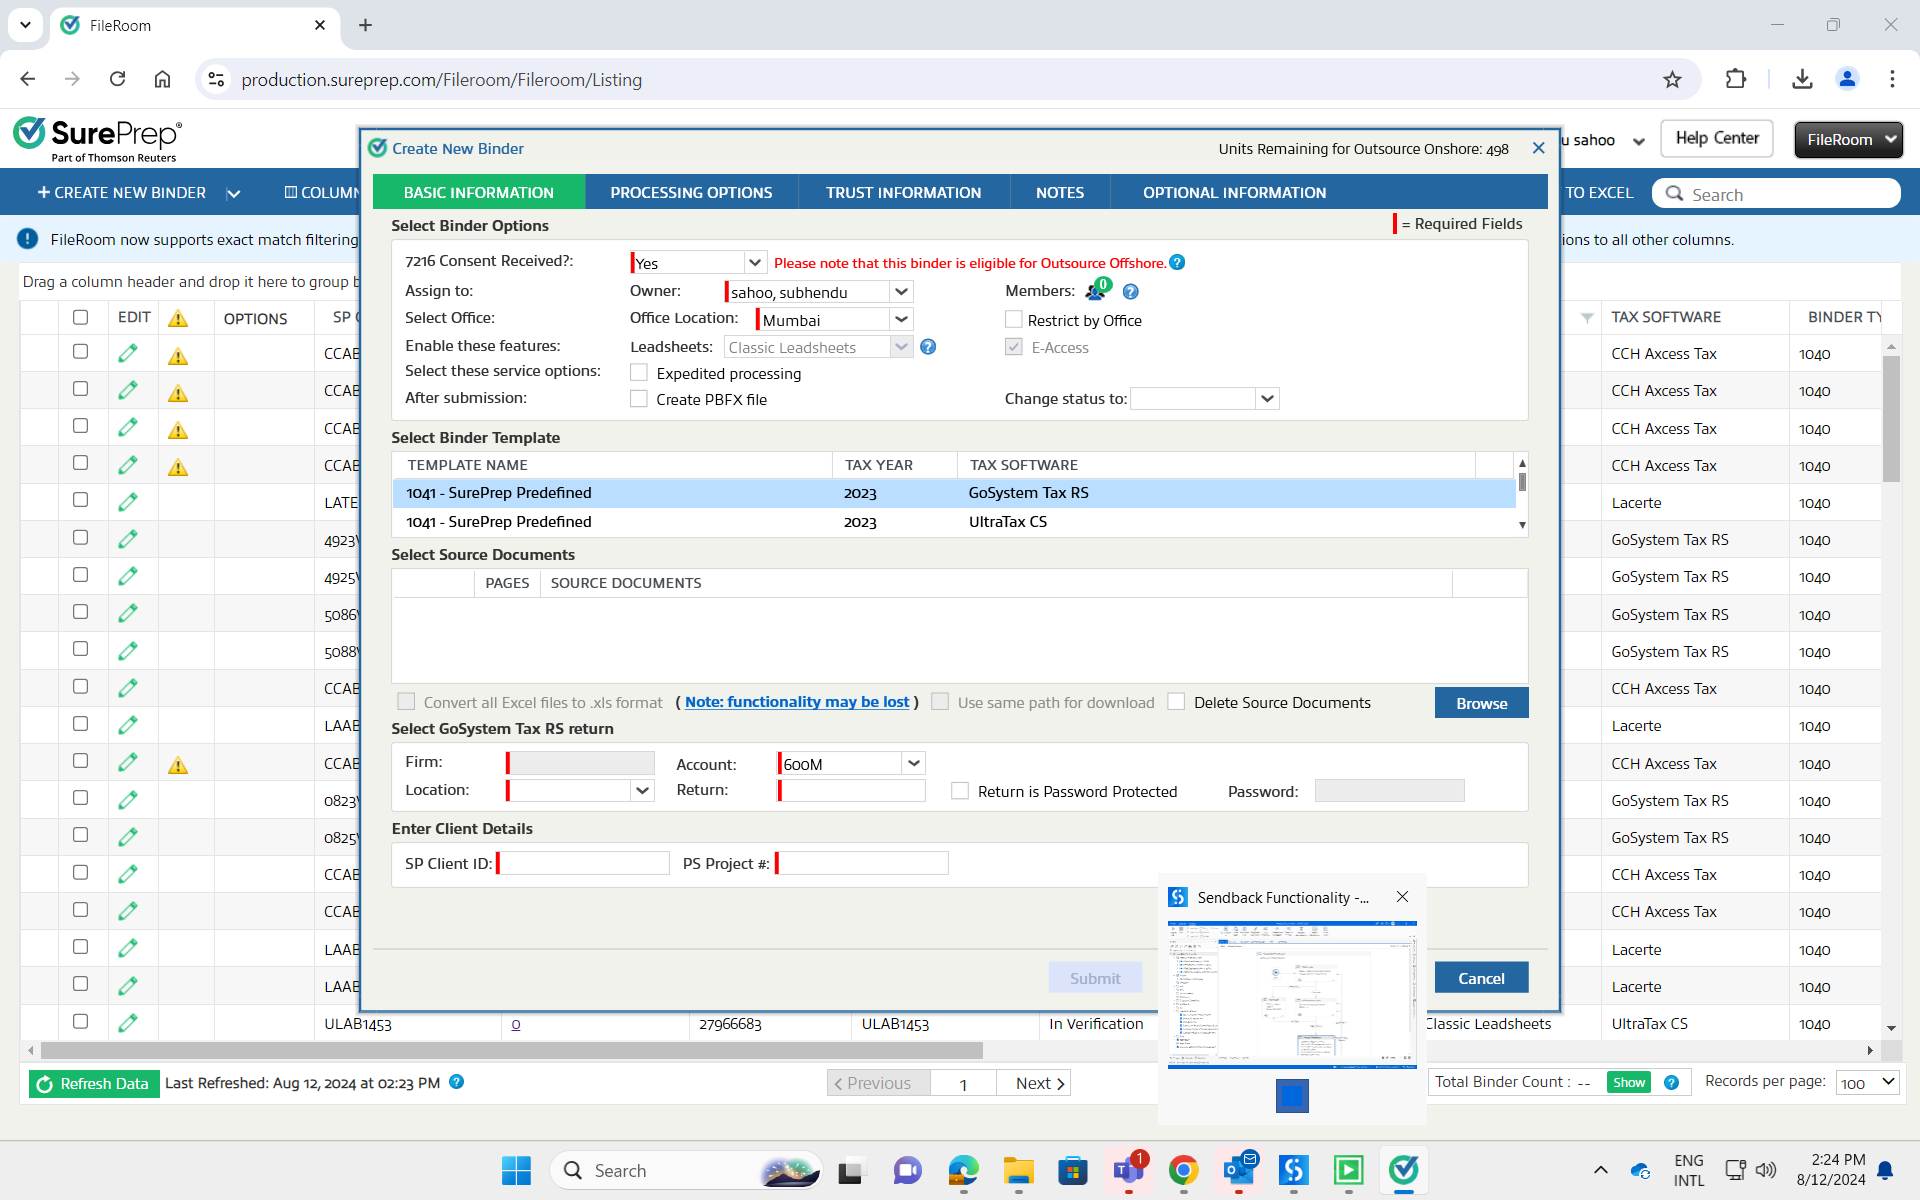 FileRoom
production.sureprep.com/Fileroom/Fileroom/Listing
SurePrep®
Part of Thomson Reuters
u sahoo
Help Center
FileRoom
+ CREATE NEW BINDER
COLUMN
TO EXCEL
Search
FileRoom now supports exact match filtering
ions to all other columns.
Drag a column header and drop it here to group b
EDIT
OPTIONS
SP C
TAX SOFTWARE
BINDER TY
Create New Binder
Units Remaining for Outsource Onshore: 498
BASIC INFORMATION
PROCESSING OPTIONS
TRUST INFORMATION
NOTES
OPTIONAL INFORMATION
Select Binder Options
= Required Fields
7216 Consent Received?:
Yes
Please note that this binder is eligible for Outsource Offshore.
Assign to:
Owner:
sahoo, subhendu
Members:
0
Select Office:
Office Location:
Mumbai
Restrict by Office
Enable these features:
Leadsheets:
Classic Leadsheets
E-Access
Select these service options:
Expedited processing
After submission:
Create PBFX file
Change status to:
Select Binder Template
TEMPLATE NAME
TAX YEAR
TAX SOFTWARE
1041 - SurePrep Predefined
2023
GoSystem Tax RS
1041 - SurePrep Predefined
2023
UltraTax CS
Select Source Documents
PAGES
SOURCE DOCUMENTS
Convert all Excel files to .xls format
( Note: functionality may be lost )
Use same path for download
Delete Source Documents
Browse
Select GoSystem Tax RS return
Firm:
Account:
600M
Location:
Return:
Return is Password Protected
Password:
Enter Client Details
SP Client ID:
PS Project #:
Submit
Cancel
Sendback Functionality -...
CCAB
CCH Axcess Tax
1040
CCAB
CCH Axcess Tax
1040
CCAB
CCH Axcess Tax
1040
CCAB
CCH Axcess Tax
1040
LATE
Lacerte
1040
4923V
GoSystem Tax RS
1040
4925V
GoSystem Tax RS
1040
5086V
GoSystem Tax RS
1040
5088V
GoSystem Tax RS
1040
CCAB
CCH Axcess Tax
1040
LAAB
Lacerte
1040
CCAB
CCH Axcess Tax
1040
0823V
GoSystem Tax RS
1040
0825V
GoSystem Tax RS
1040
CCAB
CCH Axcess Tax
1040
CCAB
CCH Axcess Tax
1040
LAAB
Lacerte
1040
LAAB
Lacerte
1040
ULAB1453
0
27966683
ULAB1453
In Verification
Classic Leadsheets
UltraTax CS
1040
Refresh Data
Last Refreshed: Aug 12, 2024 at 02:23 PM
Previous
1
Next
Total Binder Count : --
Show
Records per page:
100
Search
1
ENG
INTL
2:24 PM
8/12/2024